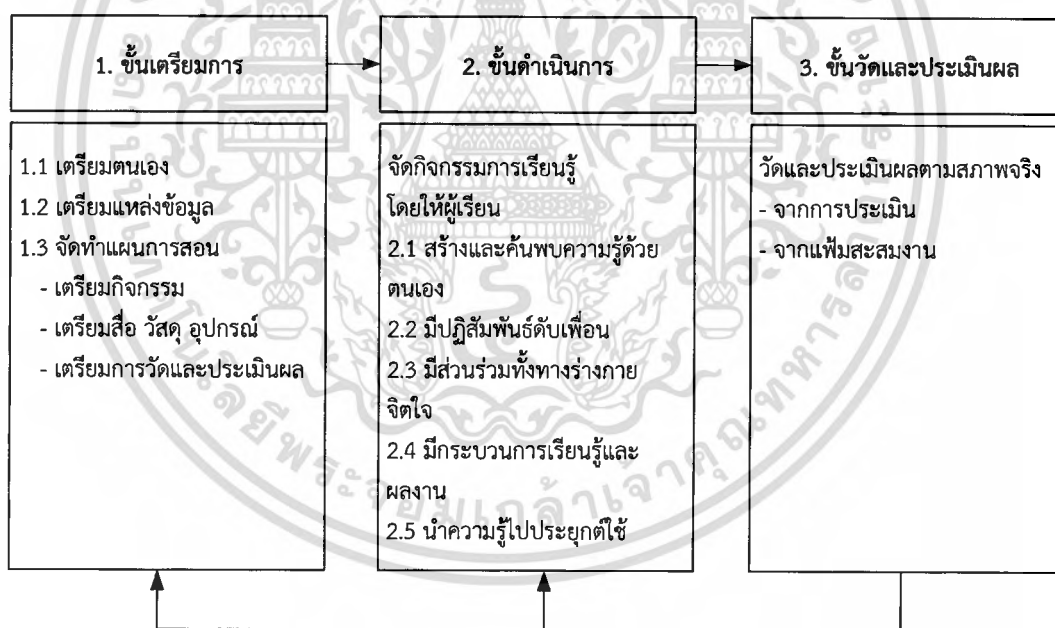 1. ขั้นเตรียมการ
2. ขั้นดำเนินการ
3. ขั้นวัดและประเมินผล
1.1 เตรียมตนเอง
1.2 เตรียมแหล่งข้อมูล
1.3 จัดทำแผนการสอน
- เตรียมกิจกรรม
- เตรียมสื่อ วัสดุ อุปกรณ์
- เตรียมการวัดและประเมินผล
จัดกิจกรรมการเรียนรู้
โดยให้ผู้เรียน
2.1 สร้างและค้นพบความรู้ด้วย
ตนเอง
2.2 มีปฏิสัมพันธ์ดับเพื่อน
2.3 มีส่วนร่วมทั้งทางร่างกาย
จิตใจ
2.4 มีกระบวนการเรียนรู้และ
ผลงาน
2.5 นำความรู้ไปประยุกต์ใช้
วัดและประเมินผลตามสภาพจริง
- จากการประเมิน
- จากแฟ้มสะสมงาน